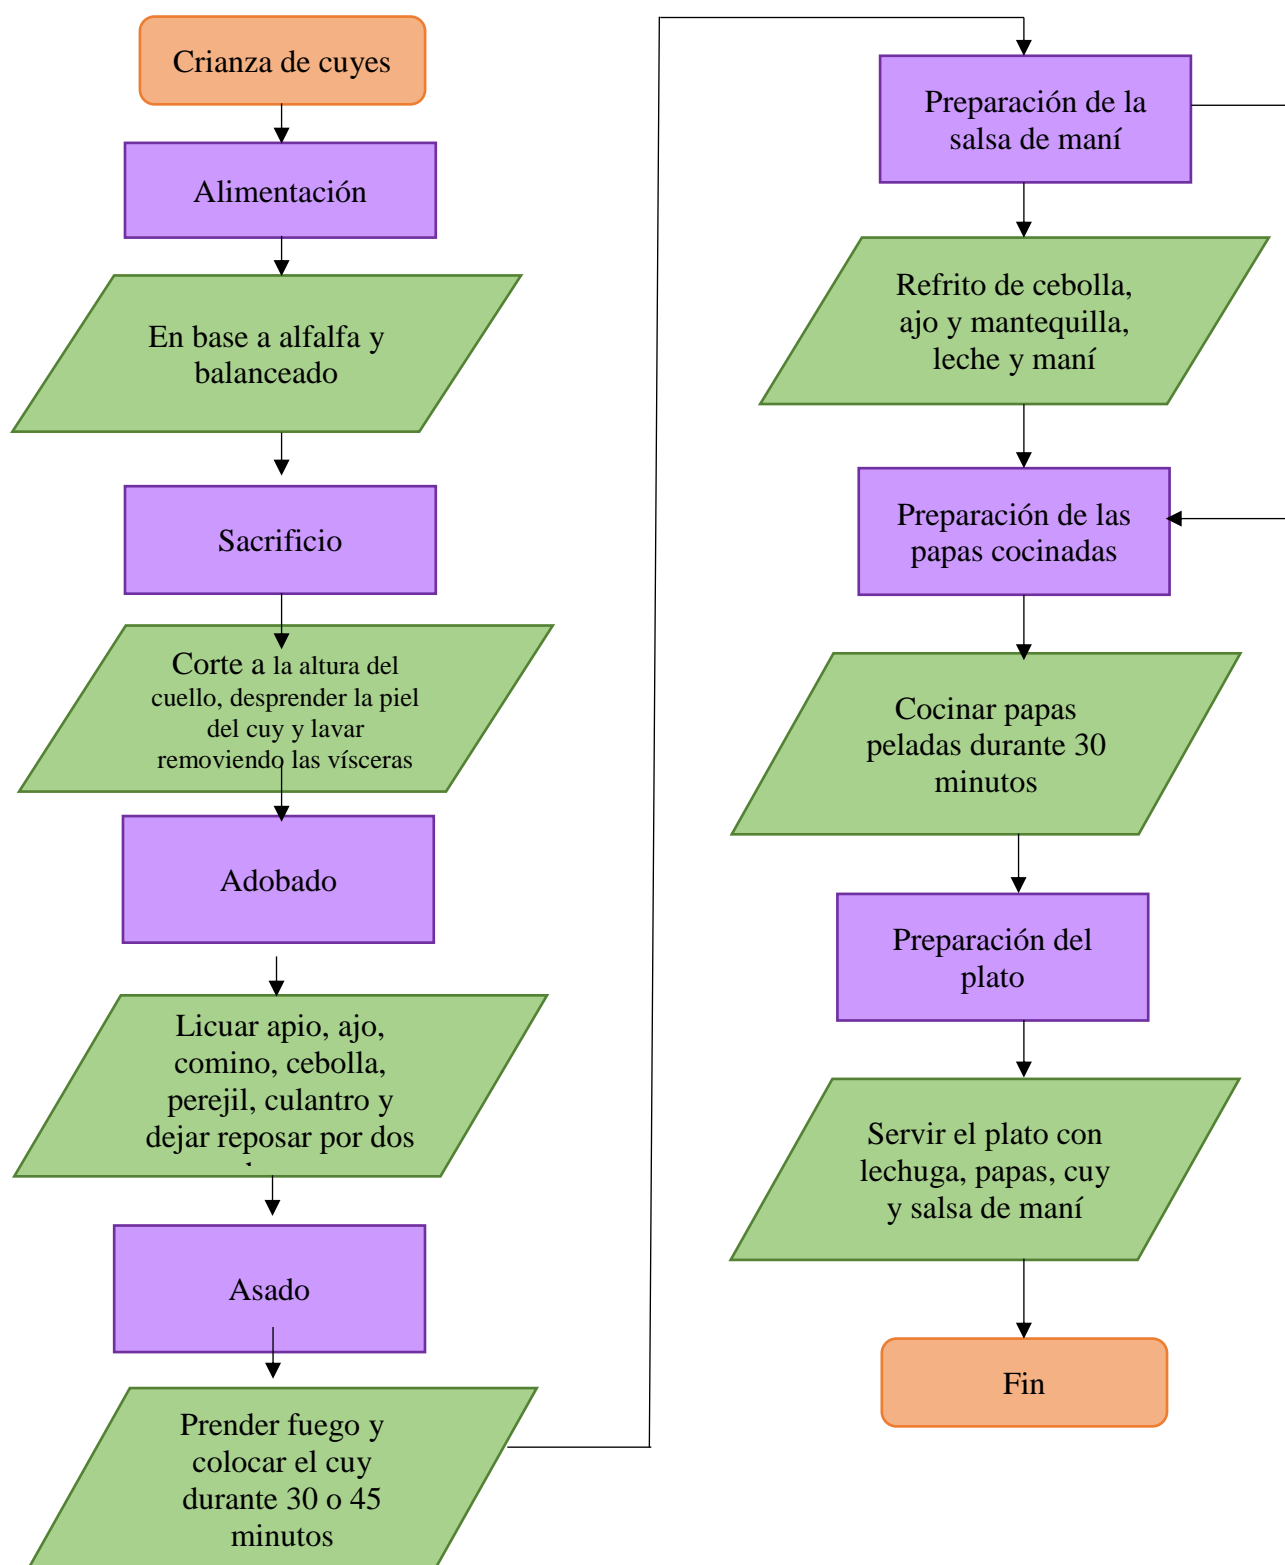 Crianza de cuyes
Alimentación
En base a alfalfa y
balanceado
Sacrificio
Corte a la altura del
cuello, desprender la piel
del cuy y lavar
removiendo las vísceras
Adobado
Licuar apio, ajo,
comino, cebolla,
perejil, culantro y
dejar reposar por dos
Asado
Prender fuego y
colocar el cuy
durante 30 o 45
minutos
Preparación de la
salsa de maní
Refrito de cebolla,
ajo y mantequilla,
leche y maní
Preparación de las
papas cocinadas
Cocinar papas
peladas durante 30
minutos
Preparación del
plato
Servir el plato con
lechuga, papas, cuy
y salsa de maní
Fin